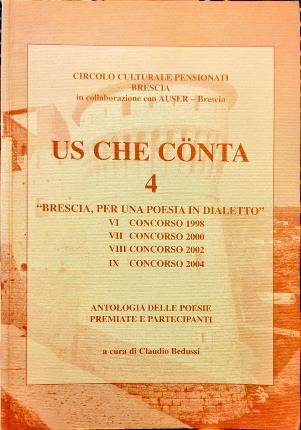 CIRCOLO CULTURALE PENSIONATI
BRESCIA
in collaborazione con AUSER – Brescia
US CHE CÖNTA
4
“BRESCIA, PER UNA POESIA IN DIALETTO”
VI CONCORSO 1998
VII CONCORSO 2000
VIII CONCORSO 2002
IX CONCORSO 2004
ANTOLOGIA DELLE POESIE
PREMIATE E PARTECIPANTI
a cura di Claudio Bedussi